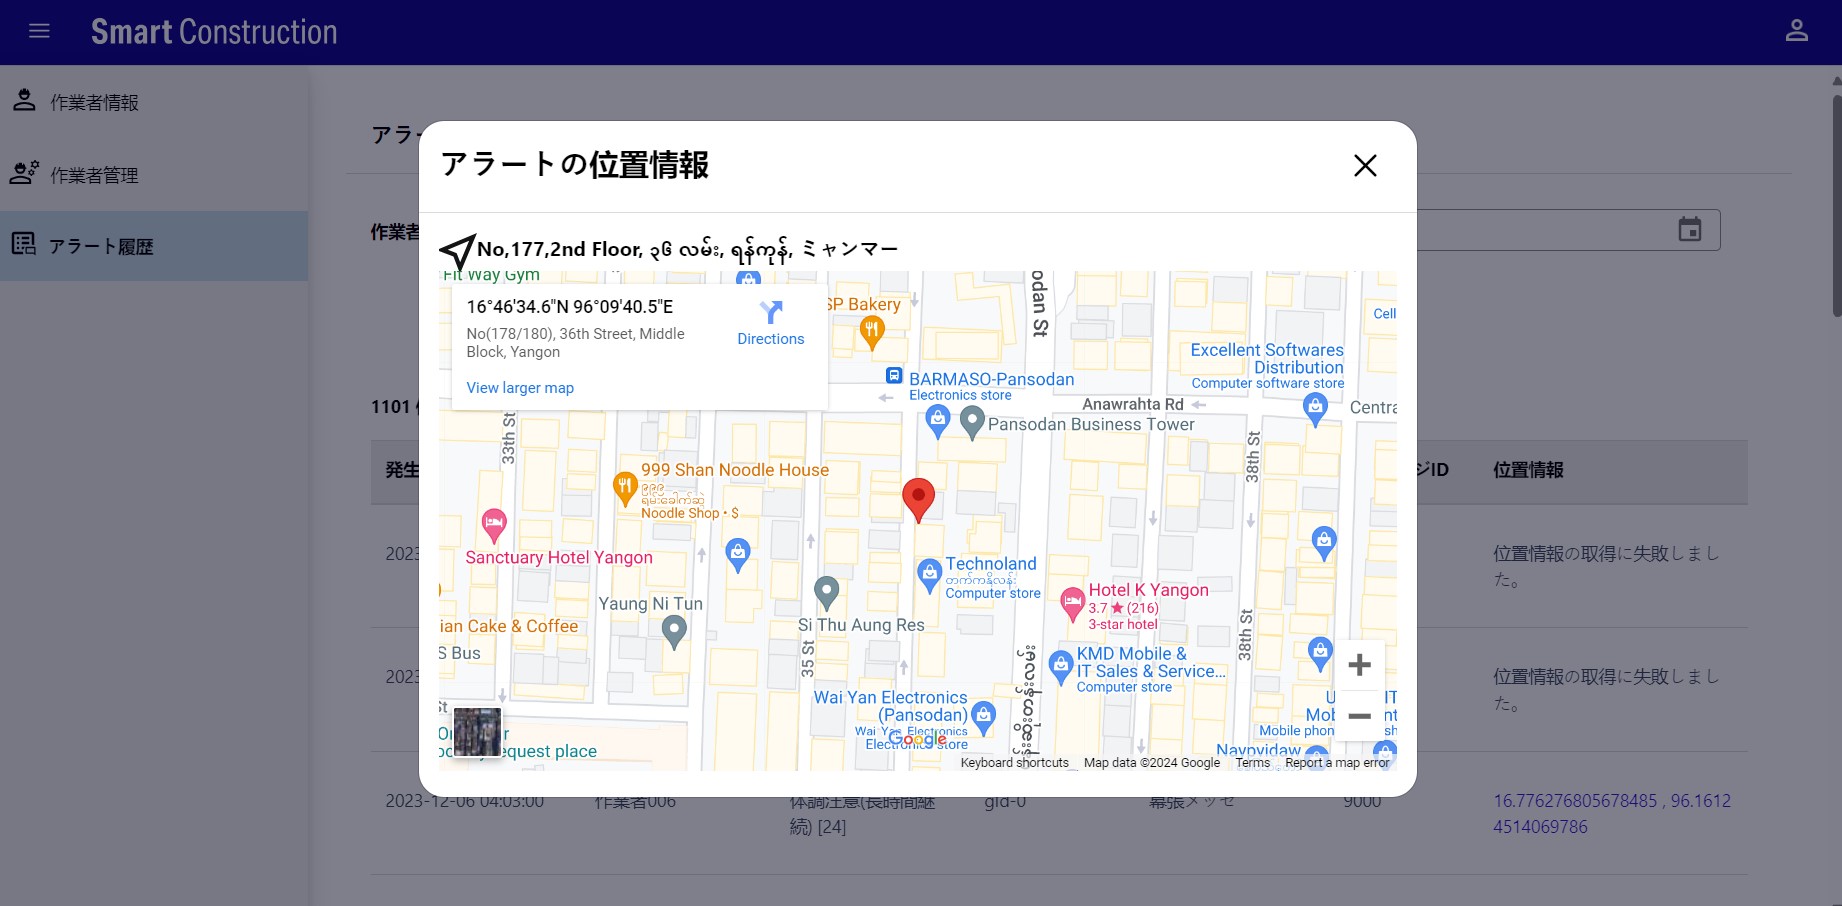 Smart Construction
作業者情報
作業者管理
アラート履歴
アラー
作業者
アラートの位置情報
No,177,2nd Floor, ၃၆ လမ်း, ရန်ကုန်, ミャンマー
Fit Way Gym
16°46'34.6"N 96°09'40.5"E
No(178/180), 36th Street, Middle
Block, Yangon
Directions
View larger map
SP Bakery
odan St
Cell
Excellent Softwares
Distribution
Computer software store
BARMASO-Pansodan
Electronics store
Anawrahta Rd
Centra
Pansodan Business Tower
33th St
38th St
999 Shan Noodle House
Noodle Shop • $
Sanctuary Hotel Yangon
Technoland
Computer store
Hotel K Yangon
3.7 ★ (216)
3-star hotel
Yaung Ni Tun
Si Thu Aung Res
ian Cake & Coffee
S Bus
35 St
38th St
KMD Mobile &
IT Sales & Service...
Computer store
Wai Yan Electronics
(Pansodan)
Wai Yan Electronics
Electronics store
Google
St
equest place
Mobile phon
Naypyidaw
Keyboard shortcuts
Map data ©2024 Google
Terms
Report a map error
1101
発生
ジID
位置情報
2023
位置情報の取得に失敗しまし
た。
2023
位置情報の取得に失敗しまし
た。
2023-12-06 04:03:00
作業者006
体調注意(長時間継
続) [24]
gid-0
幕張メッセ
9000
16.776276805678485 , 96.1612
4514069786